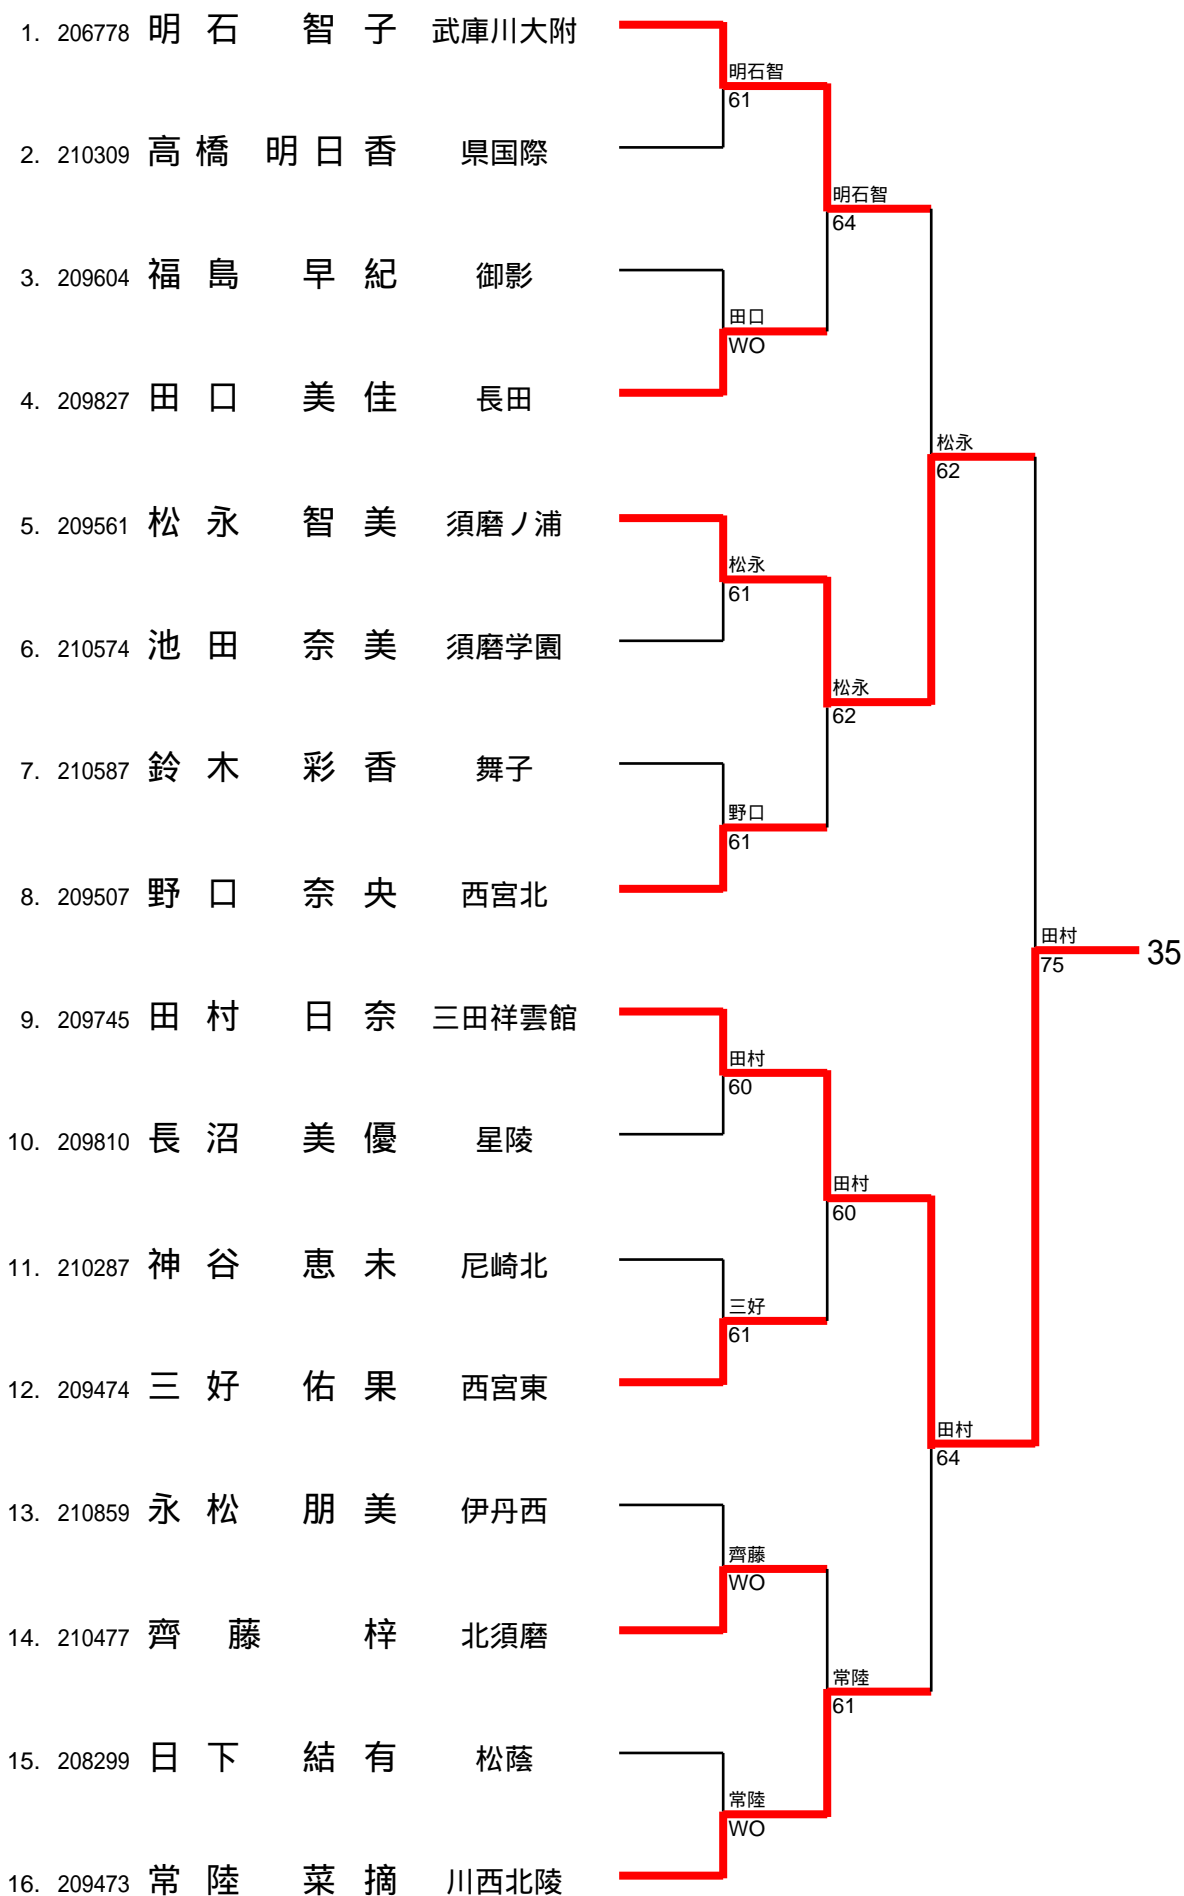 1. 206778 明石 智子 武庫川大附
明石智
61
2. 210309 高橋 明日香 県国際
明石智
64
3. 209604 福島 早紀 御影
田口
WO
4. 209827 田口 美佳 長田
松永
62
5. 209561 松永 智美 須磨ノ浦
松永
61
6. 210574 池田 奈美 須磨学園
松永
62
7. 210587 鈴木 彩香 舞子
野口
61
8. 209507 野口 奈央 西宮北
田村
75
35
9. 209745 田村 日奈 三田祥雲館
田村
60
10. 209810 長沼 美優 星陵
田村
60
11. 210287 神谷 恵未 尼崎北
三好
61
12. 209474 三好 佑果 西宮東
田村
64
13. 210859 永松 朋美 伊丹西
齊藤
WO
14. 210477 齊藤 梓 北須磨
常陸
61
15. 208299 日下 結有 松蔭
常陸
WO
16. 209473 常陸 菜摘 川西北陵